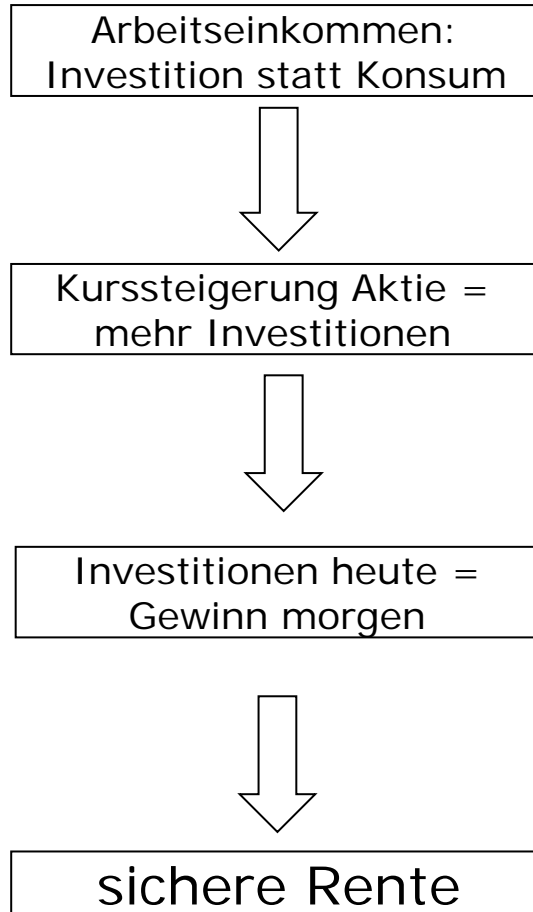 Arbeitseinkommen:
Investition statt Konsum
Kurssteigerung Aktie =
mehr Investitionen
Investitionen heute =
Gewinn morgen
sichere Rente